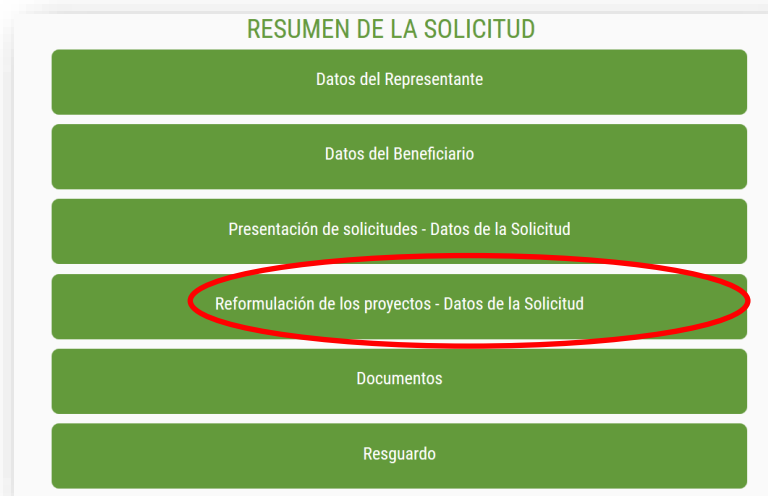 RESUMEN DE LA SOLICITUD
Datos del Representante
Datos del Beneficiario
Presentación de solicitudes - Datos de la Solicitud
Reformulación de los proyectos - Datos de la Solicitud
Documentos
Resguardo